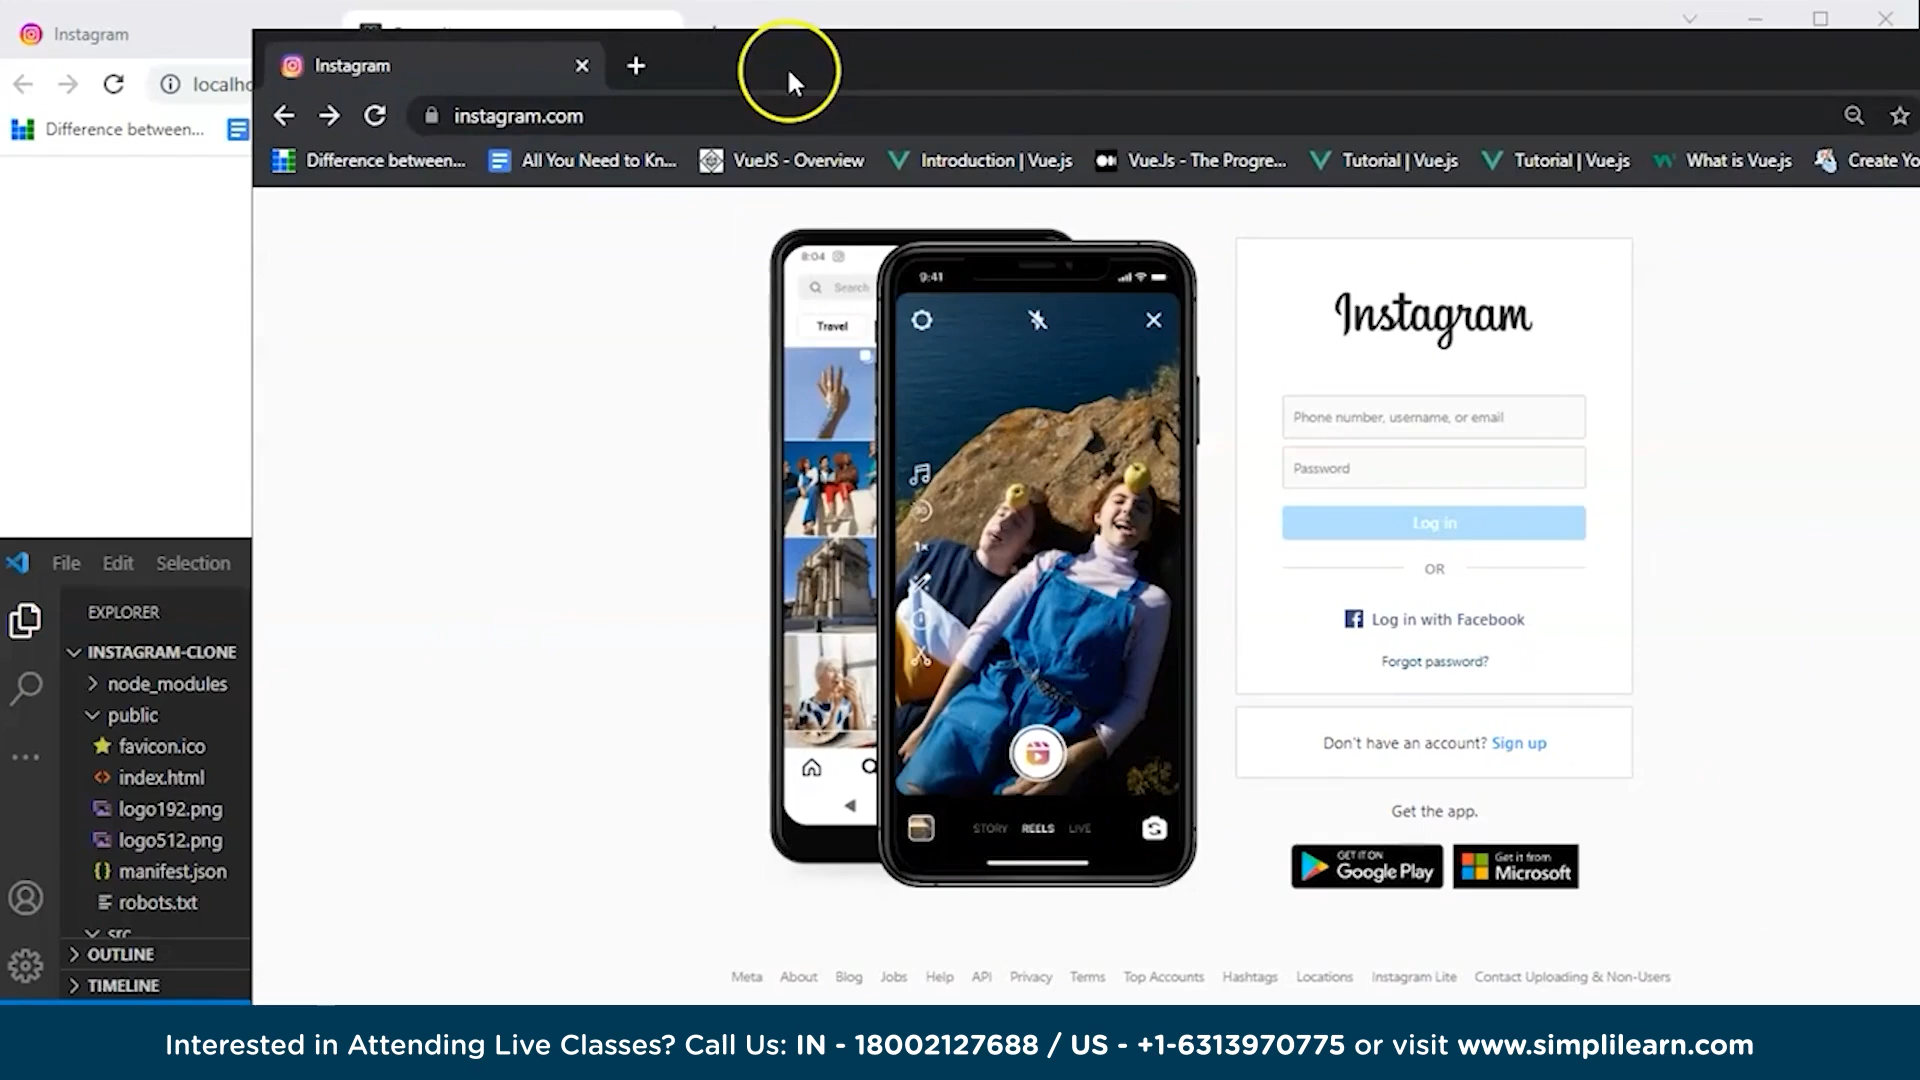 Instagram
localho
Difference between...
Instagram
instagram.com
Difference between...
All You Need to Kn...
VueJS - Overview
Introduction | Vue.js
VueJs - The Progre...
Tutorial | Vue.js
Tutorial | Vue.js
What is Vue.js
Create Yo
8:04
Search
Travel
9:41
1x
STORY REELS LIVE
Instagram
Phone number, username, or email
Password
Log in
OR
Log in with Facebook
Forgot password?
Don't have an account? Sign up
Get the app.
GET IT ON
Google Play
Get it from
Microsoft
Meta About Blog Jobs Help API Privacy Terms Top Accounts Hashtags Locations Instagram Lite Contact Uploading & Non-Users
File Edit Selection
EXPLORER
INSTAGRAM-CLONE
node_modules
public
favicon.ico
index.html
logo192.png
logo512.png
manifest.json
robots.txt
src
OUTLINE
TIMELINE
Interested in Attending Live Classes? Call Us: IN - 18002127688 / US - +1-6313970775 or visit www.simplilearn.com